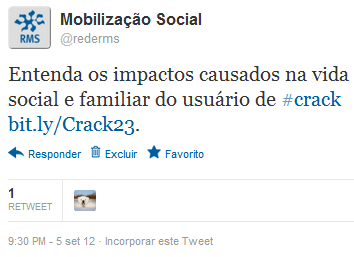 RMS
Mobilização Social
@rederms
Entenda os impactos causados na vida
social e familiar do usuário de #crack
bit.ly/Crack23.
Responder Excluir Favorito
1
RETWEET
9:30 PM - 5 set 12 · Incorporar este Tweet